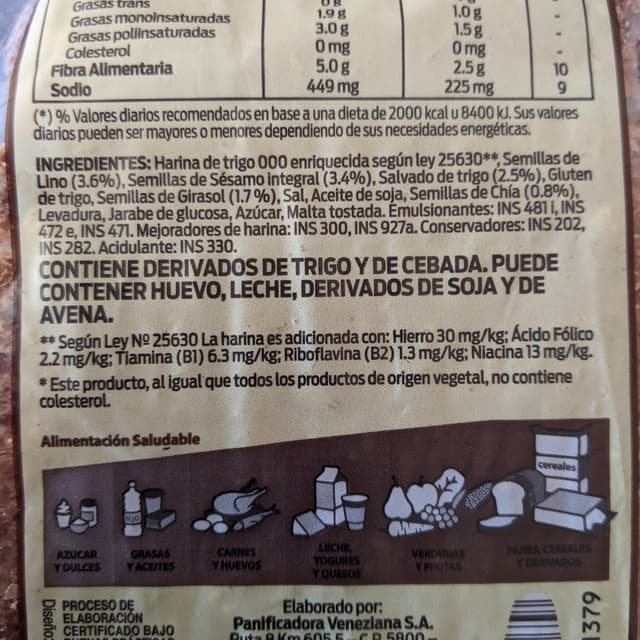 Grasas trans 0 g 0 g -
Grasas monoinsaturadas 1.9 g 1.0 g -
Grasas poliinsaturadas 3.0 g 1.5 g -
Colesterol 0 mg 0 mg -
Fibra Alimentaria 5.0 g 2.5 g 10
Sodio 449 mg 225 mg 9
(*) % Valores diarios recomendados en base a una dieta de 2000 kcal u 8400 kJ. Sus valores
diarios pueden ser mayores o menores dependiendo de sus necesidades energéticas.
INGREDIENTES: Harina de trigo 000 enriquecida según ley 25630**, Semillas de
Lino (3.6%), Semillas de Sésamo integral (3.4%), Salvado de trigo (2.5%), Gluten
de trigo, Semillas de Girasol (1.7 %), Sal, Aceite de soja, Semillas de Chía (0.8%),
Levadura, Jarabe de glucosa, Azúcar, Malta tostada. Emulsionantes: INS 481 i, INS
472 e, INS 471. Mejoradores de harina: INS 300, INS 927a. Conservadores: INS 202,
INS 282. Acidulante: INS 330.
CONTIENE DERIVADOS DE TRIGO Y DE CEBADA. PUEDE
CONTENER HUEVO, LECHE, DERIVADOS DE SOJA Y DE
AVENA.
** Según Ley Nº 25630 La harina es adicionada con: Hierro 30 mg/kg; Ácido Fólico
2.2 mg/kg; Tiamina (B1) 6.3 mg/kg; Riboflavina (B2) 1.3 mg/kg; Niacina 13 mg/kg.
* Este producto, al igual que todos los productos de origen vegetal, no contiene
colesterol.
Alimentación Saludable
cereales
AZUCAR
Y DULCES
GRASAS
Y ACEITES
CARNES
Y HUEVOS
LECHE,
YOGURES
Y QUESOS
VERDURAS
Y FRUTAS
PANES, CEREALES
Y DERIVADOS
Diseño:
PROCESO DE
ELABORACIÓN
CERTIFICADO BAJO
Elaborado por:
Panificadora Veneziana S.A.
Ruta 8 Km 605,5 - C.P. 5800 -
1379